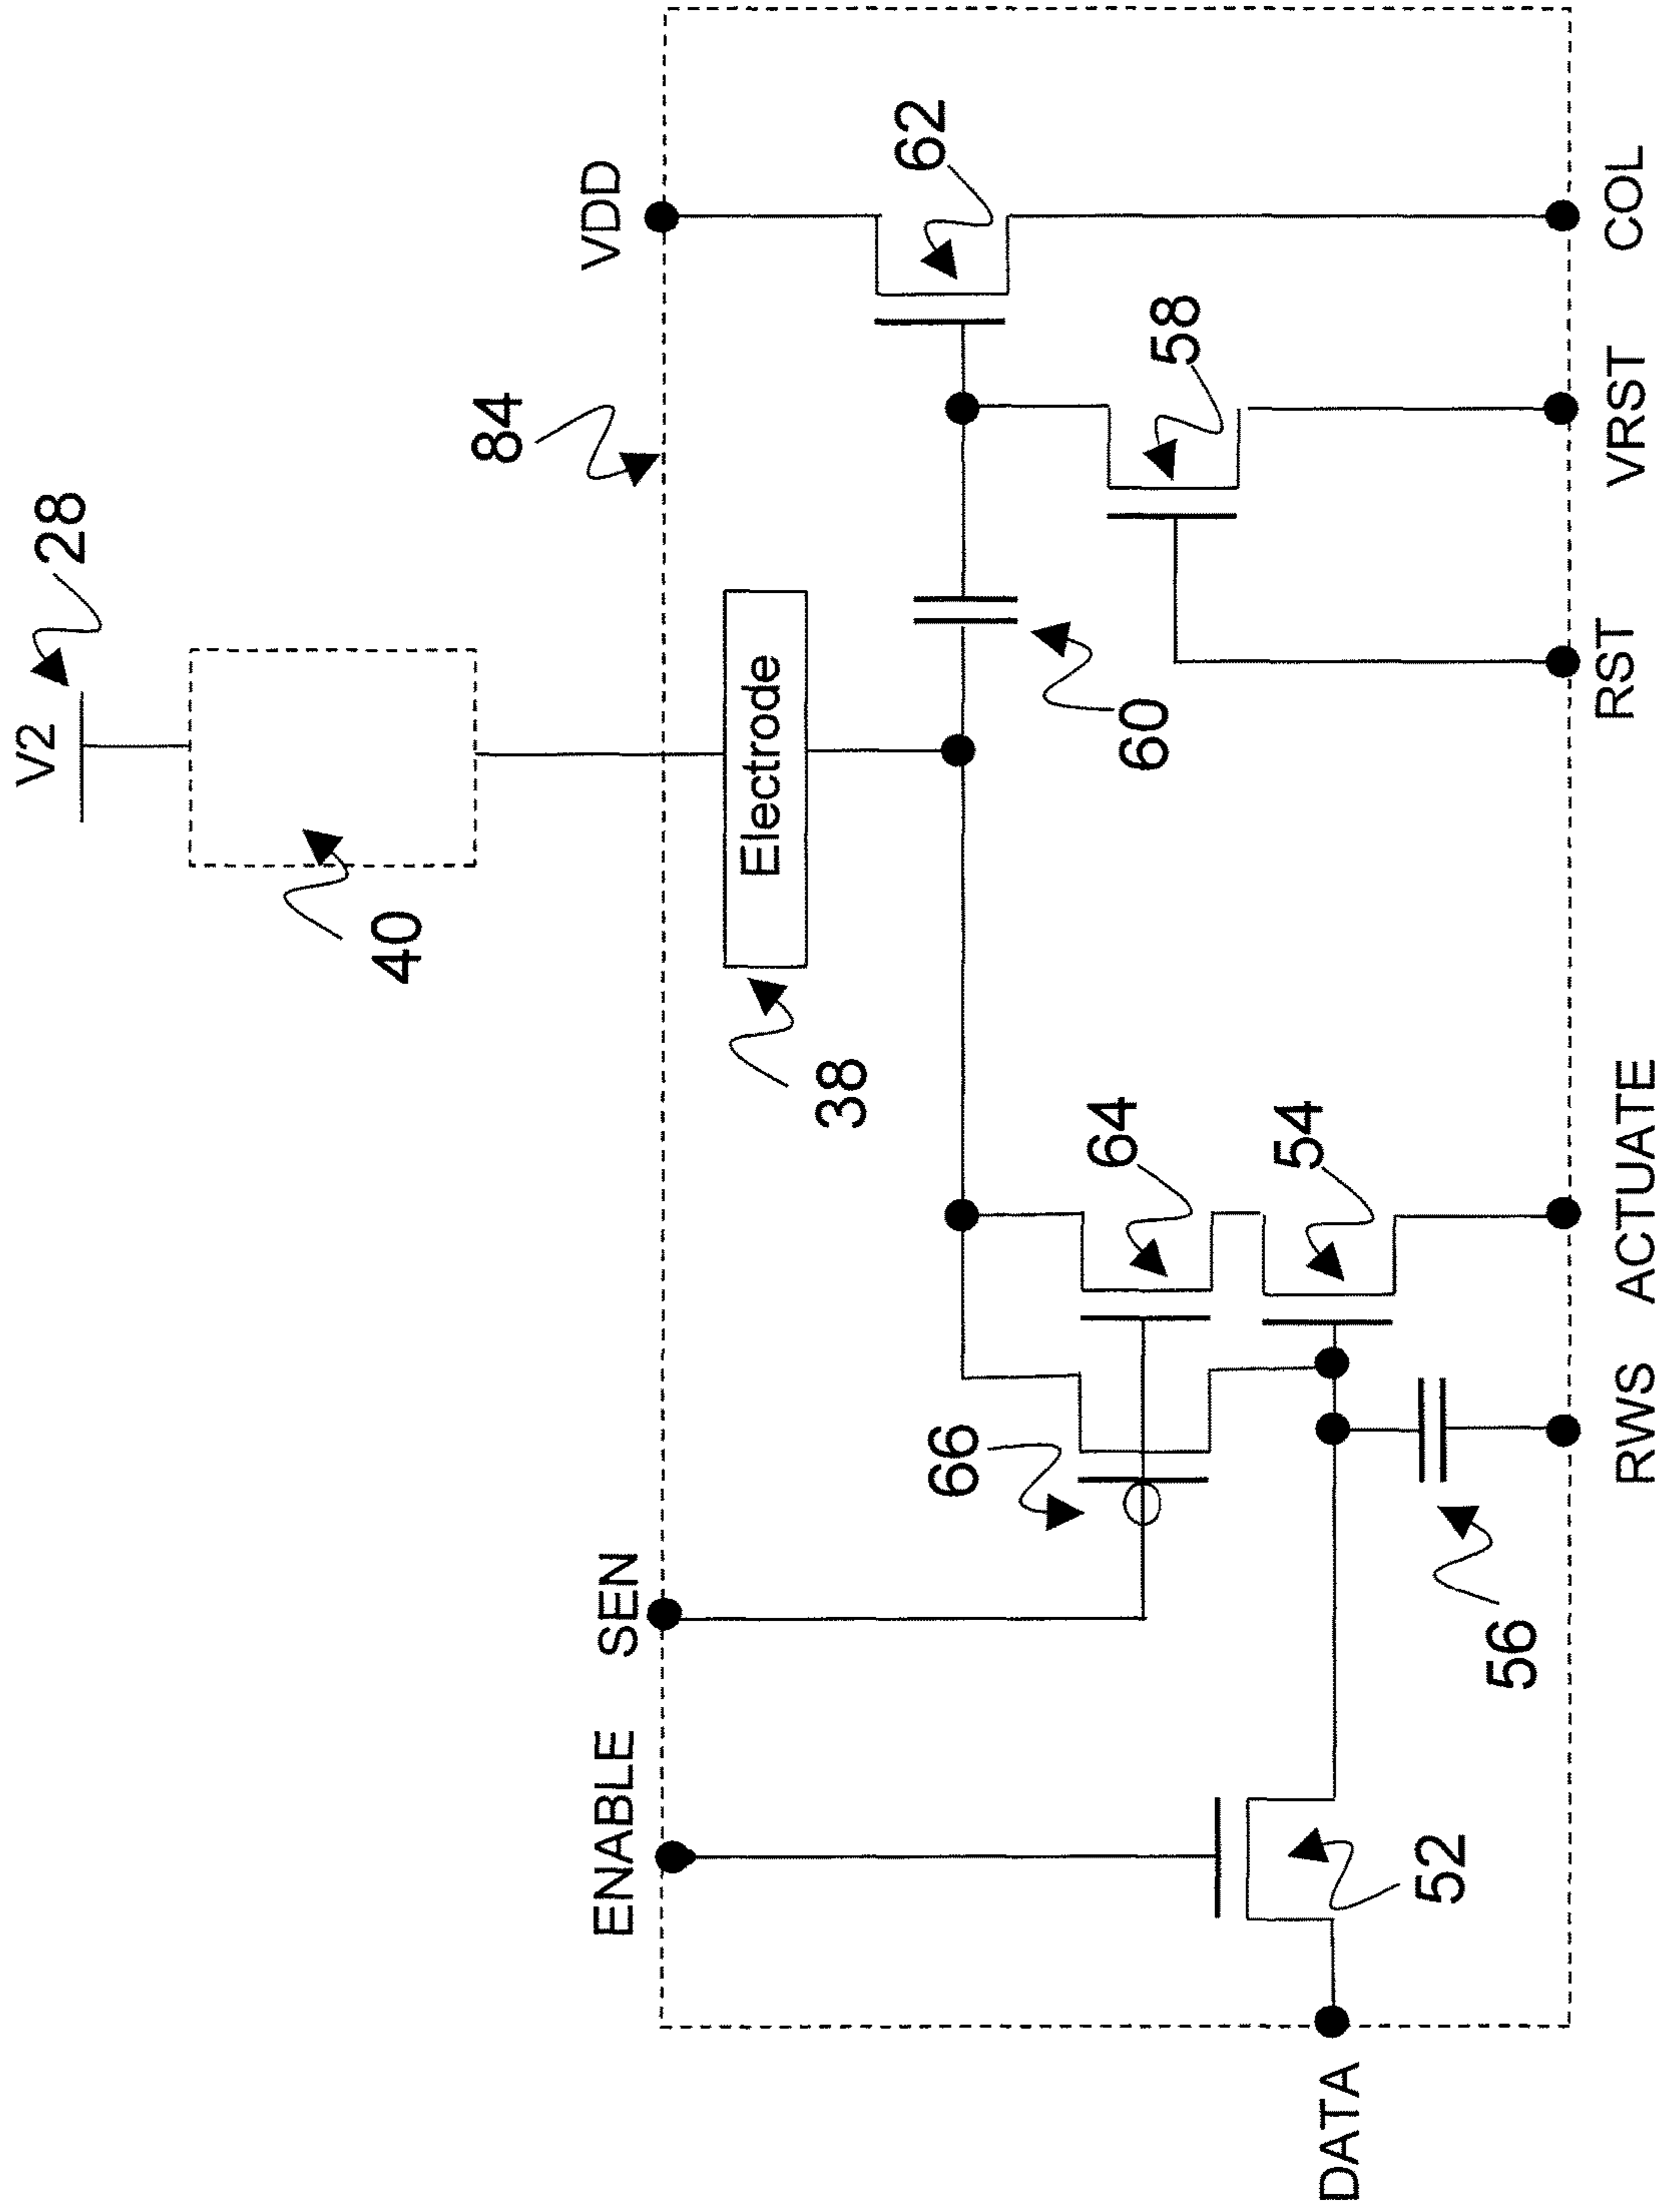 V2
28
40
84
ENABLE
SEN
VDD
Electrode
38
62
66
64
60
58
54
DATA
52
56
RWS
ACTUATE
RST
VRST
COL